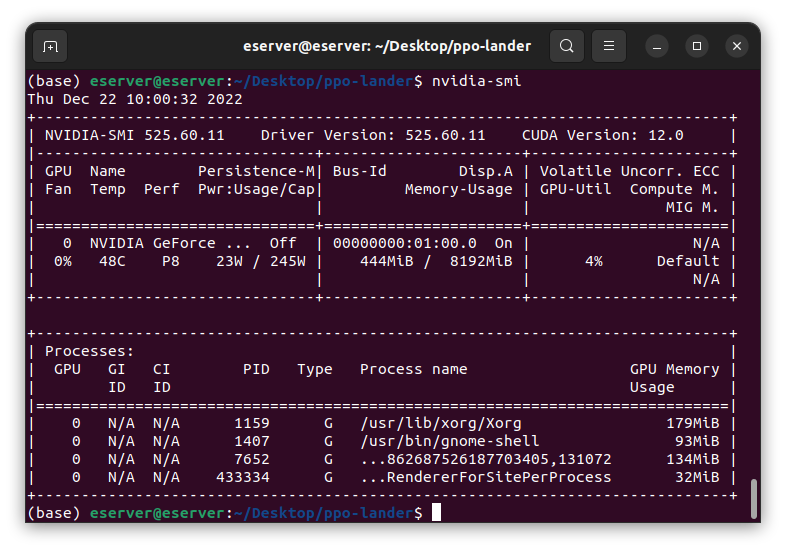 eserver@eserver: ~/Desktop/ppo-lander
(base) eserver@eserver:~/Desktop/ppo-lander$ nvidia-smi
Thu Dec 22 10:00:32 2022
+-----------------------------------------------------------------------------+
| NVIDIA-SMI 525.60.11    Driver Version: 525.60.11    CUDA Version: 12.0     |
|-------------------------------+----------------------+----------------------+
| GPU  Name        Persistence-M| Bus-Id        Disp.A | Volatile Uncorr. ECC |
| Fan  Temp  Perf  Pwr:Usage/Cap|         Memory-Usage | GPU-Util  Compute M. |
|                               |                      |               MIG M. |
|===============================+======================+======================|
|   0  NVIDIA GeForce ...  Off  | 00000000:01:00.0  On |                  N/A |
|  0%   48C    P8    23W / 245W |    444MiB /  8192MiB |      4%      Default |
|                               |                      |                  N/A |
+-------------------------------+----------------------+----------------------+
+-----------------------------------------------------------------------------+
| Processes:                                                                  |
|  GPU   GI   CI        PID   Type   Process name                  GPU Memory |
|        ID   ID                                                   Usage      |
|=============================================================================|
|    0   N/A  N/A      1159      G   /usr/lib/xorg/Xorg                179MiB |
|    0   N/A  N/A      1407      G   /usr/bin/gnome-shell               93MiB |
|    0   N/A  N/A      7652      G   ...862687526187703405,131072      134MiB |
|    0   N/A  N/A    433334      G   ...RendererForSitePerProcess       32MiB |
+-----------------------------------------------------------------------------+
(base) eserver@eserver:~/Desktop/ppo-lander$